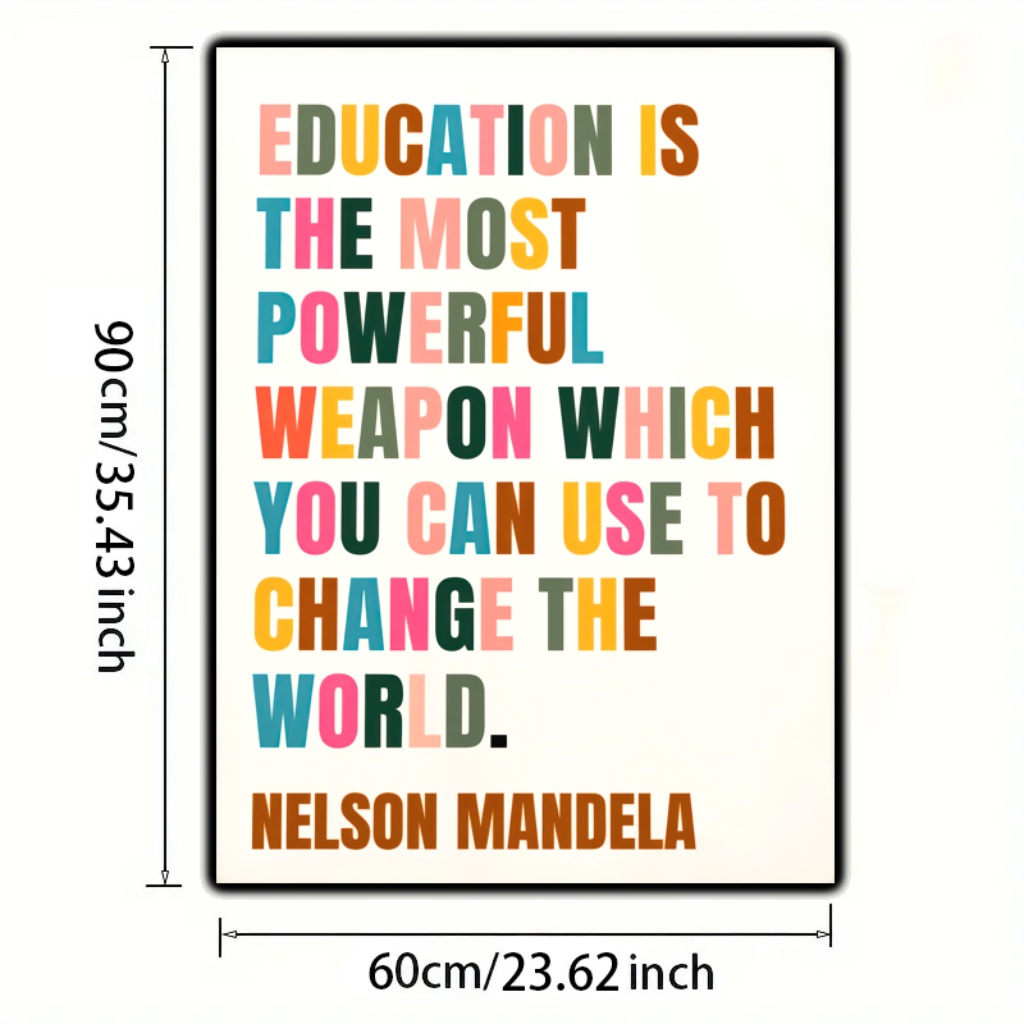 EDUCATION IS
THE MOST
POWERFUL
WEAPON WHICH
YOU CAN USE TO
CHANGE THE
WORLD.
NELSON MANDELA
90cm/35.43 inch
60cm/23.62 inch